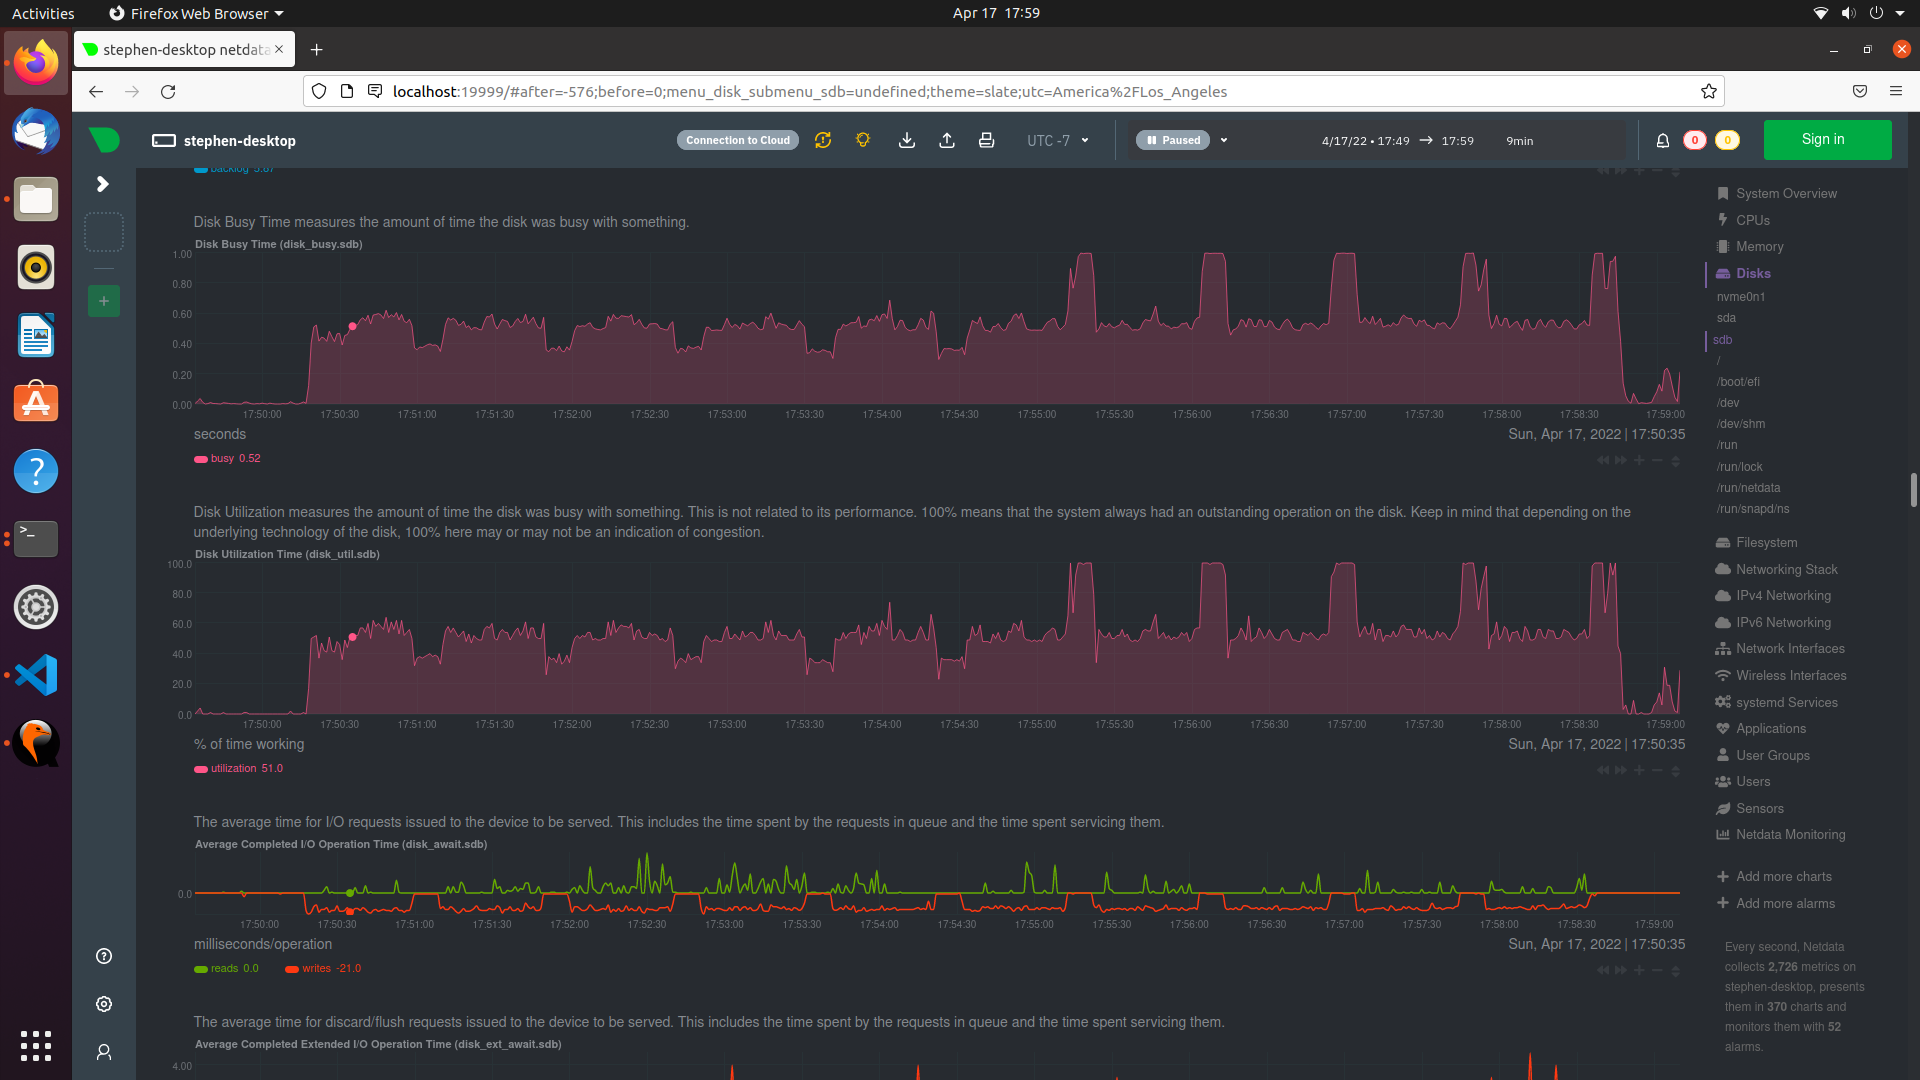 Activities
Firefox Web Browser
Apr 17 17:59
stephen-desktop netdata
localhost:19999/#after=-576;before=0;menu_disk_submenu_sdb=undefined;theme=slate;utc=America%2FLos_Angeles
stephen-desktop
Connection to Cloud
UTC -7
Paused
4/17/22 • 17:49 → 17:59 9min
0
0
Sign in
backlog 5.87
Disk Busy Time measures the amount of time the disk was busy with something.
Disk Busy Time (disk_busy.sdb)
1.00
0.80
0.60
0.40
0.20
0.00
17:50:00 17:50:30 17:51:00 17:51:30 17:52:00 17:52:30 17:53:00 17:53:30 17:54:00 17:54:30 17:55:00 17:55:30 17:56:00 17:56:30 17:57:00 17:57:30 17:58:00 17:58:30 17:59:00
seconds
Sun, Apr 17, 2022 | 17:50:35
busy 0.52
Disk Utilization measures the amount of time the disk was busy with something. This is not related to its performance. 100% means that the system always had an outstanding operation on the disk. Keep in mind that depending on the
underlying technology of the disk, 100% here may or may not be an indication of congestion.
Disk Utilization Time (disk_util.sdb)
100.0
80.0
60.0
40.0
20.0
0.0
17:50:00 17:50:30 17:51:00 17:51:30 17:52:00 17:52:30 17:53:00 17:53:30 17:54:00 17:54:30 17:55:00 17:55:30 17:56:00 17:56:30 17:57:00 17:57:30 17:58:00 17:58:30 17:59:00
% of time working
Sun, Apr 17, 2022 | 17:50:35
utilization 51.0
The average time for I/O requests issued to the device to be served. This includes the time spent by the requests in queue and the time spent servicing them.
Average Completed I/O Operation Time (disk_await.sdb)
0.0
17:50:00 17:50:30 17:51:00 17:51:30 17:52:00 17:52:30 17:53:00 17:53:30 17:54:00 17:54:30 17:55:00 17:55:30 17:56:00 17:56:30 17:57:00 17:57:30 17:58:00 17:58:30 17:59:00
milliseconds/operation
Sun, Apr 17, 2022 | 17:50:35
reads 0.0 writes -21.0
The average time for discard/flush requests issued to the device to be served. This includes the time spent by the requests in queue and the time spent servicing them.
Average Completed Extended I/O Operation Time (disk_ext_await.sdb)
4.00
System Overview
CPUs
Memory
Disks
nvme0n1
sda
sdb
/
/boot/efi
/dev
/dev/shm
/run
/run/lock
/run/netdata
/run/snapd/ns
Filesystem
Networking Stack
IPv4 Networking
IPv6 Networking
Network Interfaces
Wireless Interfaces
systemd Services
Applications
User Groups
Users
Sensors
Netdata Monitoring
Add more charts
Add more alarms
Every second, Netdata
collects 2,726 metrics on
stephen-desktop, presents
them in 370 charts and
monitors them with 52
alarms.